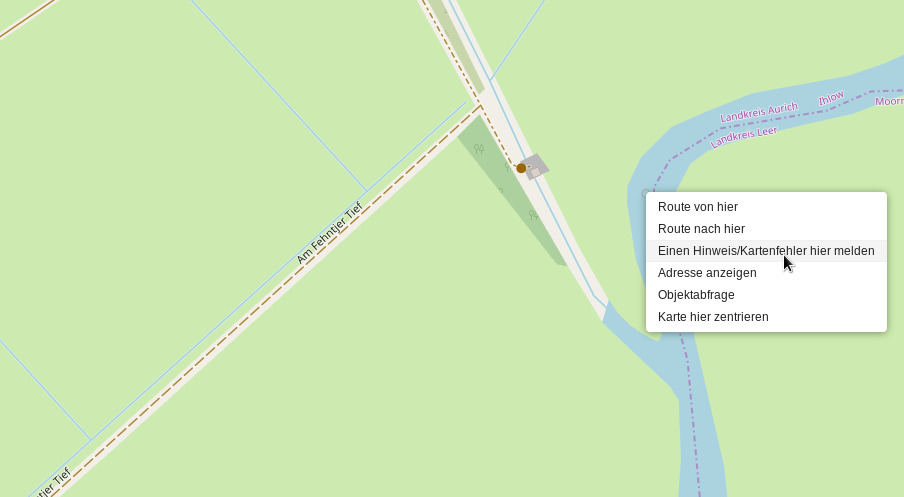 Landkreis Aurich
Ihlow
Moorm
Landkreis Leer
Am Fehntjer Tief
tjer Tief
Route von hier
Route nach hier
Einen Hinweis/Kartenfehler hier melden
Adresse anzeigen
Objektabfrage
Karte hier zentrieren